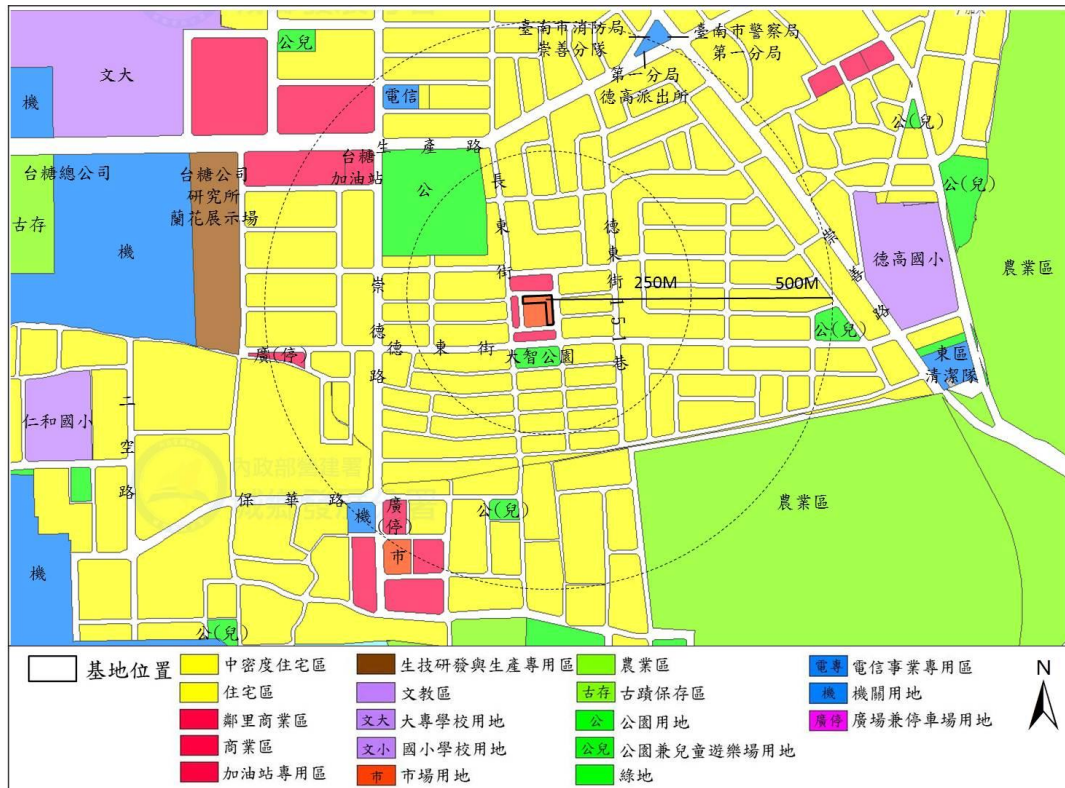 公兒
文大
機
電信
臺南市消防局
崇善分隊
臺南市警察局
第一分局
第一分局
德高派出所
公(兒)
生產路
台糖總公司
台糖公司
研究所
蘭花展示場
台糖
加油站
公
長東街
德東街151巷
崇善路
公(兒)
德高國小
農業區
古存
機
250M
500M
崇德路
德東街
大智公園
公(兒)
廣(停)
東區
清潔隊
仁和國小
二空路
內政部營建署
保華路
機
廣
(停)
公(兒)
農業區
市
機
公(兒)
基地位置
中密度住宅區
住宅區
鄰里商業區
商業區
加油站專用區
生技研發與生產專用區
文教區
文大 大專學校用地
文小 國小學校用地
市 市場用地
農業區
古存 古蹟保存區
公 公園用地
公兒 公園兼兒童遊樂場用地
綠地
電專 電信事業專用區
機 機關用地
廣停 廣場兼停車場用地
N